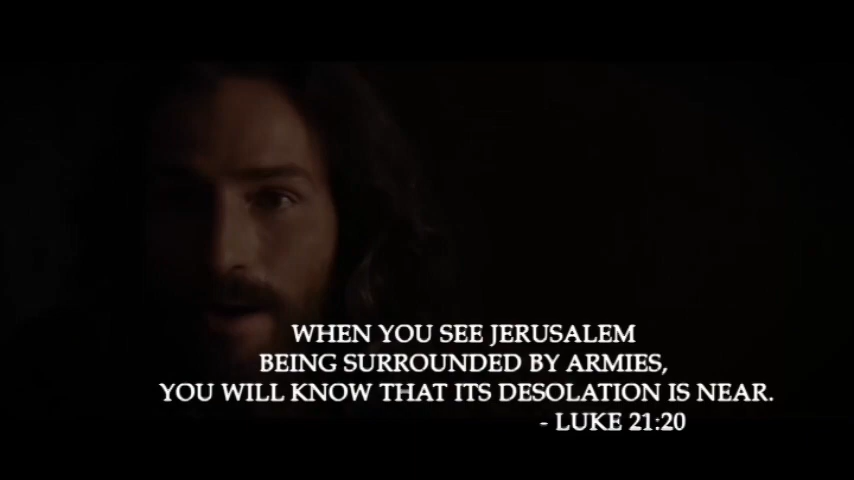 WHEN YOU SEE JERUSALEM
BEING SURROUNDED BY ARMIES,
YOU WILL KNOW THAT ITS DESOLATION IS NEAR.
- LUKE 21:20